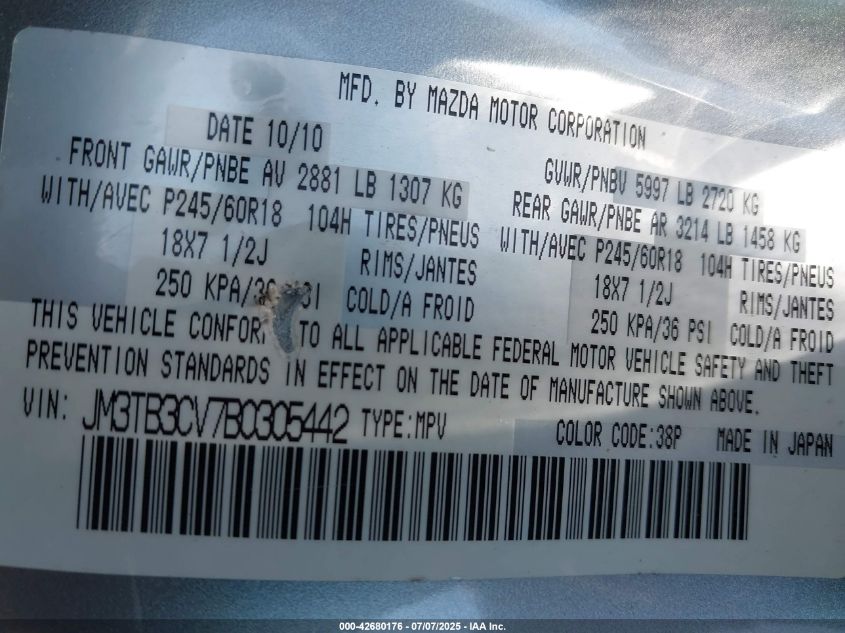 MFD. BY MAZDA MOTOR CORPORATION
DATE 10/10
GVWR/PNBV 5997 LB 2720 KG
FRONT GAWR/PNBE AV 2881 LB 1307 KG
REAR GAWR/PNBE AR 3214 LB 1458 KG
WITH/AVEC P245/60R18 104H TIRES/PNEUS
WITH/AVEC P245/60R18 104H TIRES/PNEUS
18X7 1/2J RIMS/JANTES
18X7 1/2J RIMS/JANTES
250 KPA/36 PSI COLD/A FROID
250 KPA/36 PSI COLD/A FROID
THIS VEHICLE CONFOR TO ALL APPLICABLE FEDERAL MOTOR VEHICLE SAFETY AND THEFT
PREVENTION STANDARDS IN EFFECT ON THE DATE OF MANUFACTURE SHOWN ABOVE.
VIN: JM3TB3CV7B0305442 TYPE:MPV
COLOR CODE:38P MADE IN JAPAN
000-42680176 - 07/07/2025 - IAA Inc.